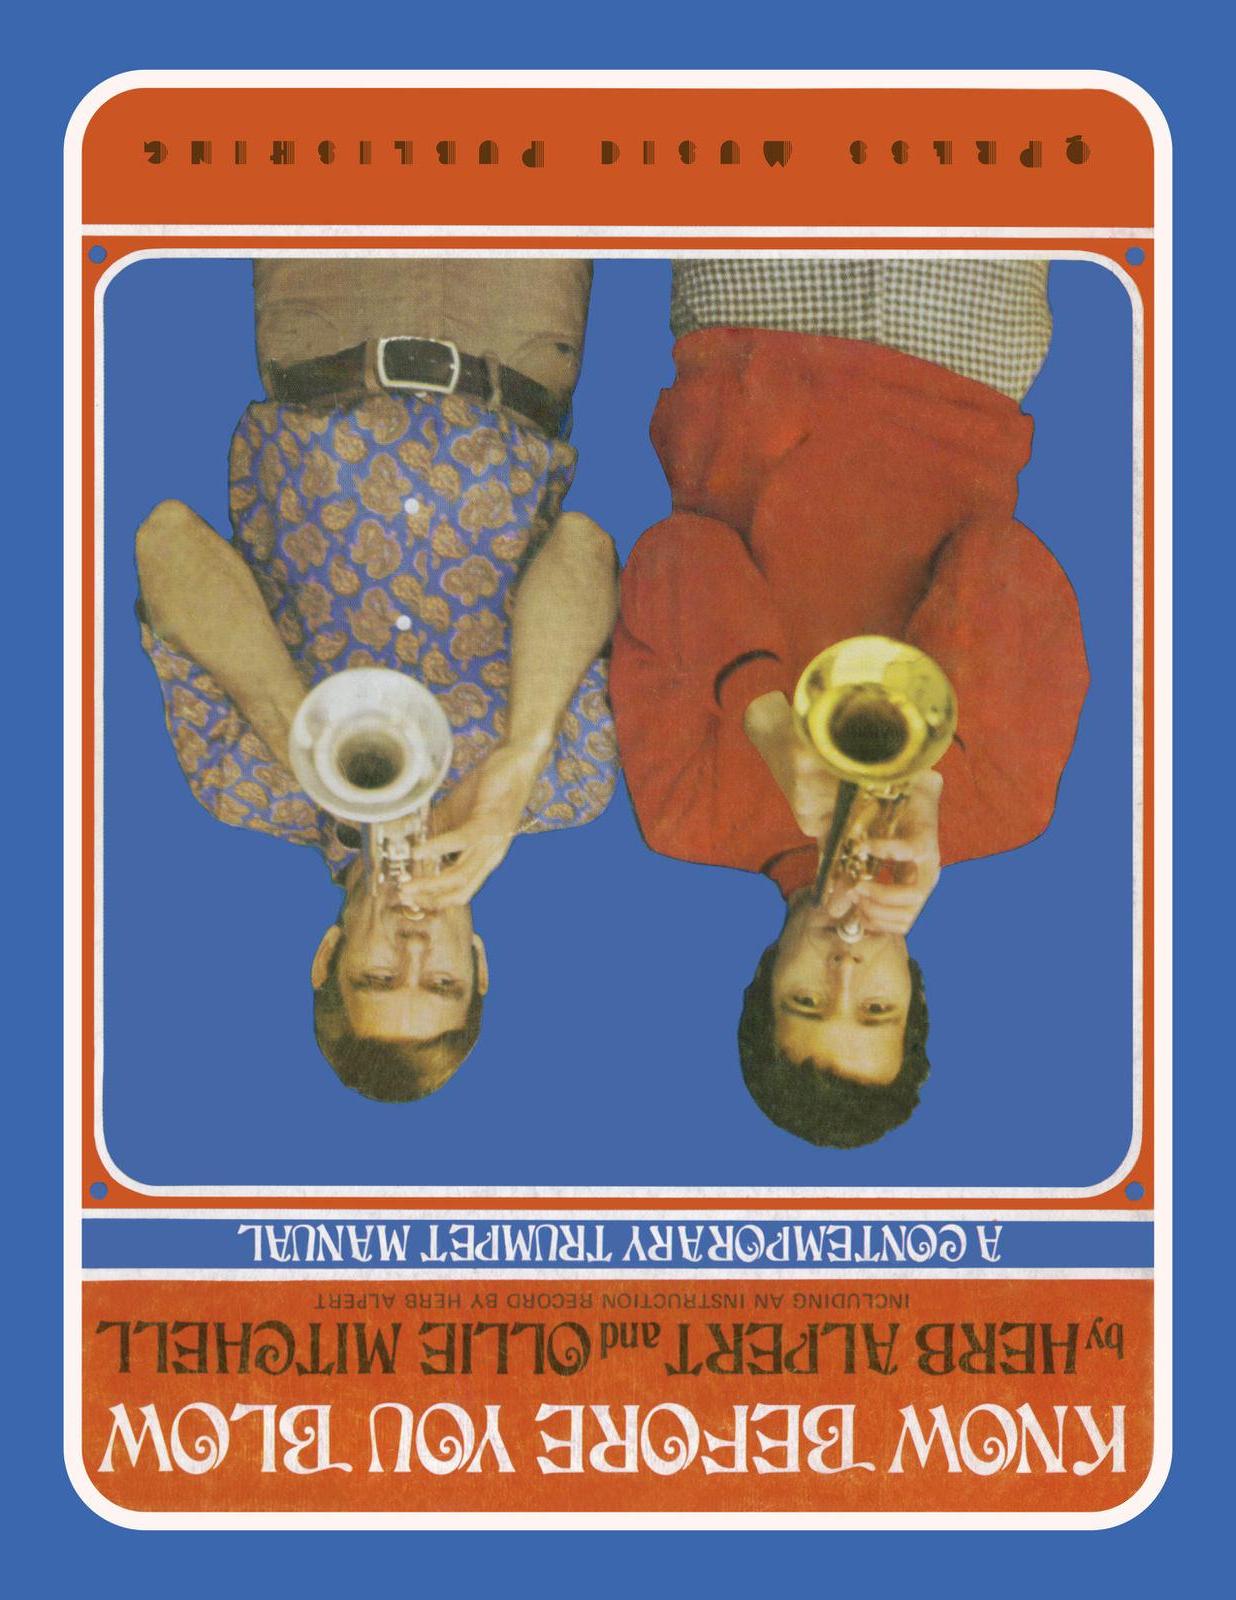 KNOW BEFORE YOU BLOW
by HERB ALPERT and OLLIE MITCHELL
INCLUDING AN INSTRUCTION RECORD BY HERB ALPERT
A CONTEMPORARY TRUMPET MANUAL
QPRESS MUSIC PUBLISHING